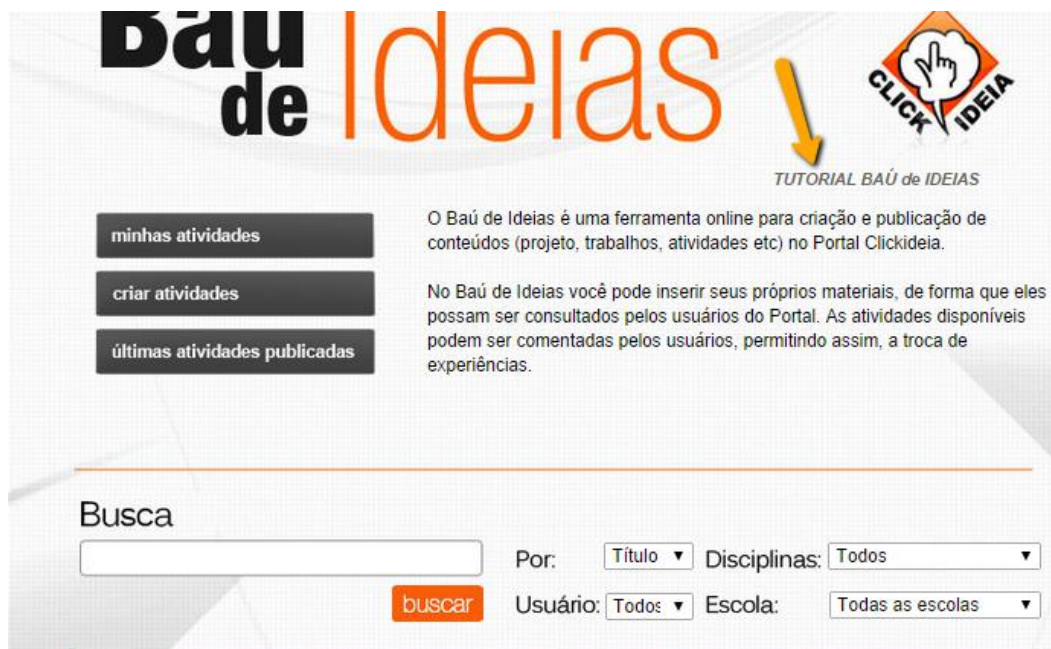 Baú
de Ideias
CLICK IDEIA
TUTORIAL BAÚ de IDEIAS
minhas atividades
criar atividades
últimas atividades publicadas
O Baú de Ideias é uma ferramenta online para criação e publicação de
conteúdos (projeto, trabalhos, atividades etc) no Portal Clickideia.
No Baú de Ideias você pode inserir seus próprios materiais, de forma que eles
possam ser consultados pelos usuários do Portal. As atividades disponíveis
podem ser comentadas pelos usuários, permitindo assim, a troca de
experiências.
Busca
Por: Título Disciplinas: Todos
buscar Usuário: Todos Escola: Todas as escolas